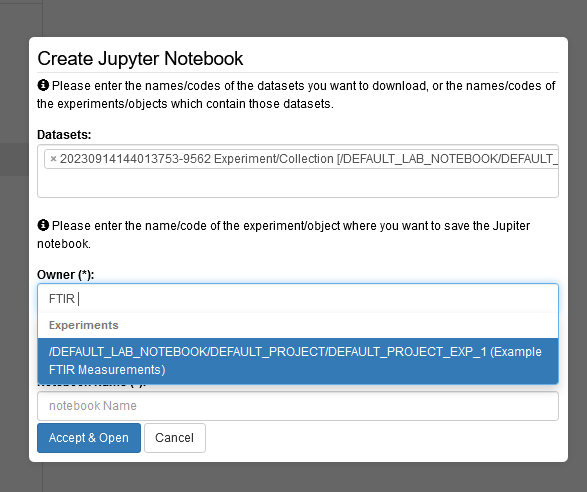 Create Jupyter Notebook
Please enter the names/codes of the datasets you want to download, or the names/codes of
the experiments/objects which contain those datasets.
Datasets:
× 20230914144013753-9562 Experiment/Collection [/DEFAULT_LAB_NOTEBOOK/DEFAULT_
Please enter the name/code of the experiment/object where you want to save the Jupiter
notebook.
Owner (*):
FTIR
Experiments
/DEFAULT_LAB_NOTEBOOK/DEFAULT_PROJECT/DEFAULT_PROJECT_EXP_1 (Example
FTIR Measurements)
Notebook Name (*):
notebook Name
Accept & Open
Cancel